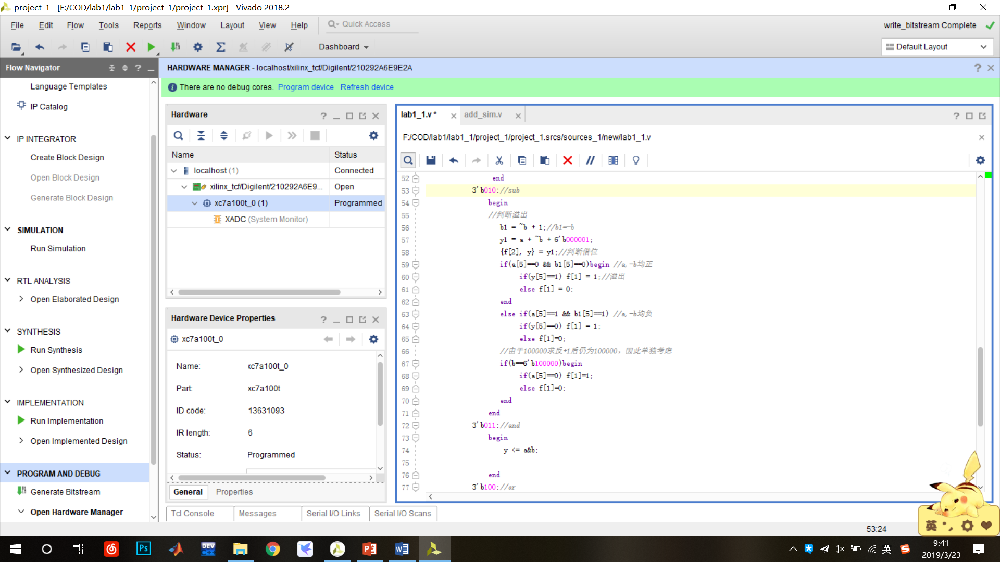 project_1 - [F:/COD/lab1/lab1_1/project_1/project_1.xpr] - Vivado 2018.2
File Edit Flow Tools Reports Window Layout View Help Quick Access
write_bitstream Complete
Dashboard
Default Layout
Flow Navigator
HARDWARE MANAGER - localhost/xilinx_tcf/Digilent/210292A6E9E2A
There are no debug cores. Program device Refresh device
Language Templates
IP Catalog
IP INTEGRATOR
Create Block Design
Open Block Design
Generate Block Design
SIMULATION
Run Simulation
RTL ANALYSIS
Open Elaborated Design
SYNTHESIS
Run Synthesis
Open Synthesized Design
IMPLEMENTATION
Run Implementation
Open Implemented Design
PROGRAM AND DEBUG
Generate Bitstream
Open Hardware Manager
Hardware
Name Status
localhost (1) Connected
xilinx_tcf/Digilent/210292A6E9... Open
xc7a100t_0 (1) Programmed
XADC (System Monitor)
Hardware Device Properties
xc7a100t_0
Name: xc7a100t_0
Part: xc7a100t
ID code: 13631093
IR length: 6
Status: Programmed
General Properties
Tcl Console Messages Serial I/O Links Serial I/O Scans
lab1_1.v * add_sim.v
F:/COD/lab1/lab1_1/project_1/project_1.srcs/sources_1/new/lab1_1.v
52 end
53 3'b010://sub
54 begin
55 //判断溢出
56 b1 = ~b + 1;//b1=-b
57 y1 = a + ~b + 6'b000001;
58 {f[2], y} = y1;//判断借位
59 if(a[5]==0 && b1[5]==0)begin //a,-b均正
60 if(y[5]==1) f[1] = 1;//溢出
61 else f[1] = 0;
62 end
63 else if(a[5]==1 && b1[5]==1) //a,-b均负
64 if(y[5]==0) f[1] = 1;
65 else f[1]=0;
66 //由于100000求反+1后仍为100000，因此单独考虑
67 if(b==6'b100000)begin
68 if(a[5]==0) f[1]=1;
69 else f[1]=0;
70 end
71 end
72 3'b011://and
73 begin
74 y <= a&b;
75
76 end
77 3'b100://or
53:24
英
9:41
2019/3/23
Ps
DEV
英